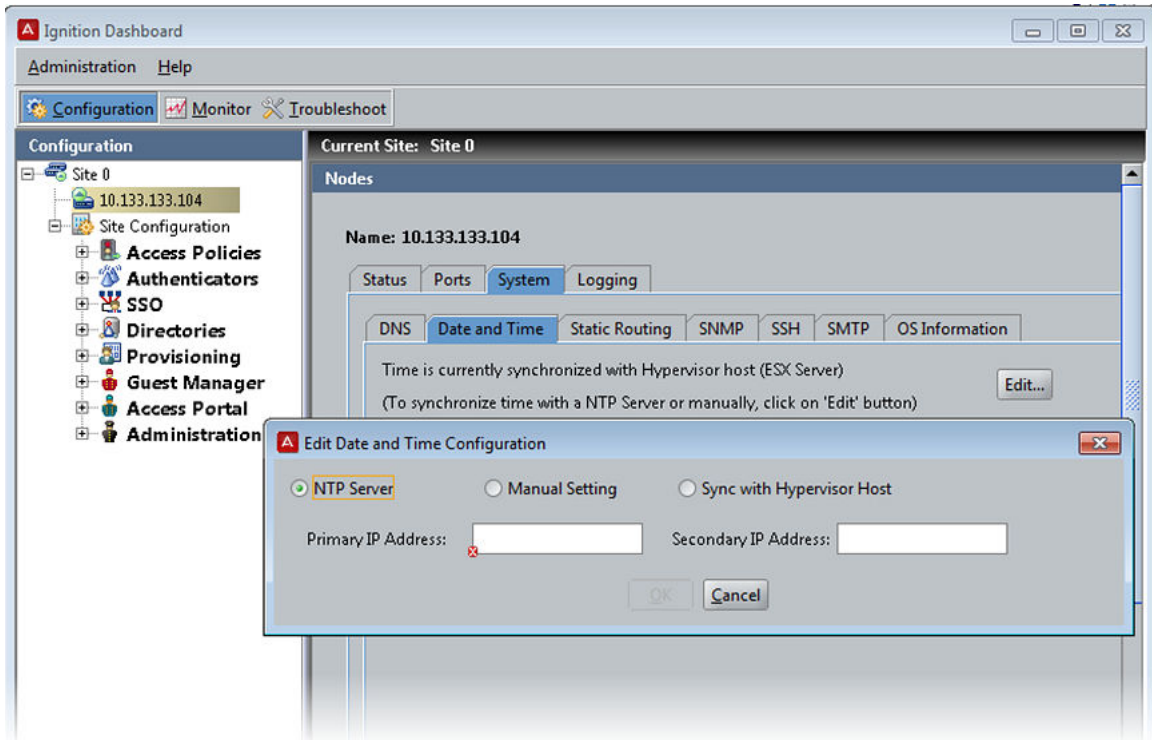 Ignition Dashboard
Administration Help
Configuration Monitor Troubleshoot
Configuration
Current Site: Site 0
Site 0
10.133.133.104
Site Configuration
Access Policies
Authenticators
SSO
Directories
Provisioning
Guest Manager
Access Portal
Administration
Nodes
Name: 10.133.133.104
Status Ports System Logging
DNS Date and Time Static Routing SNMP SSH SMTP OS Information
Time is currently synchronized with Hypervisor host (ESX Server)
(To synchronize time with a NTP Server or manually, click on 'Edit' button)
Edit...
A Edit Date and Time Configuration
NTP Server Manual Setting Sync with Hypervisor Host
Primary IP Address: Secondary IP Address:
OK Cancel